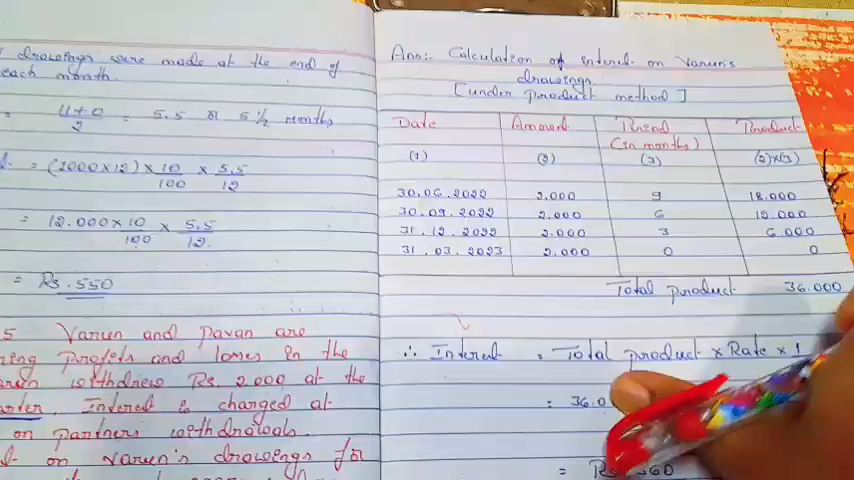 drawings were made at the end of
each month.
= 11+0 / 2 = 5.5 or 5 1/2 months
= (1000×12) × 10/100 × 5.5/12
= 12.000 × 10/100 × 5.5/12.
= Rs. 550
5 Varun and Pavan are
and losses in the
withdrew Rs. 2.000 at the
Interest is charged at
on partners withdrawals.
on Varun's drawings for
Ans:- Calculation of interest on Varun's
drawings.
[under product method]
Date Amount Period Product
(in months)
(1) (2) (3) (2)×(3)
30.06.2022 2.000 9 18.000
30.09.2022 2.000 6 12.000
31.12.2022 2.000 3 6.000
31.03.2023 2.000 0 0
Total product 36.000
∴ Interest = Total product × Rate × 1
= 36.0
= Rs. 360